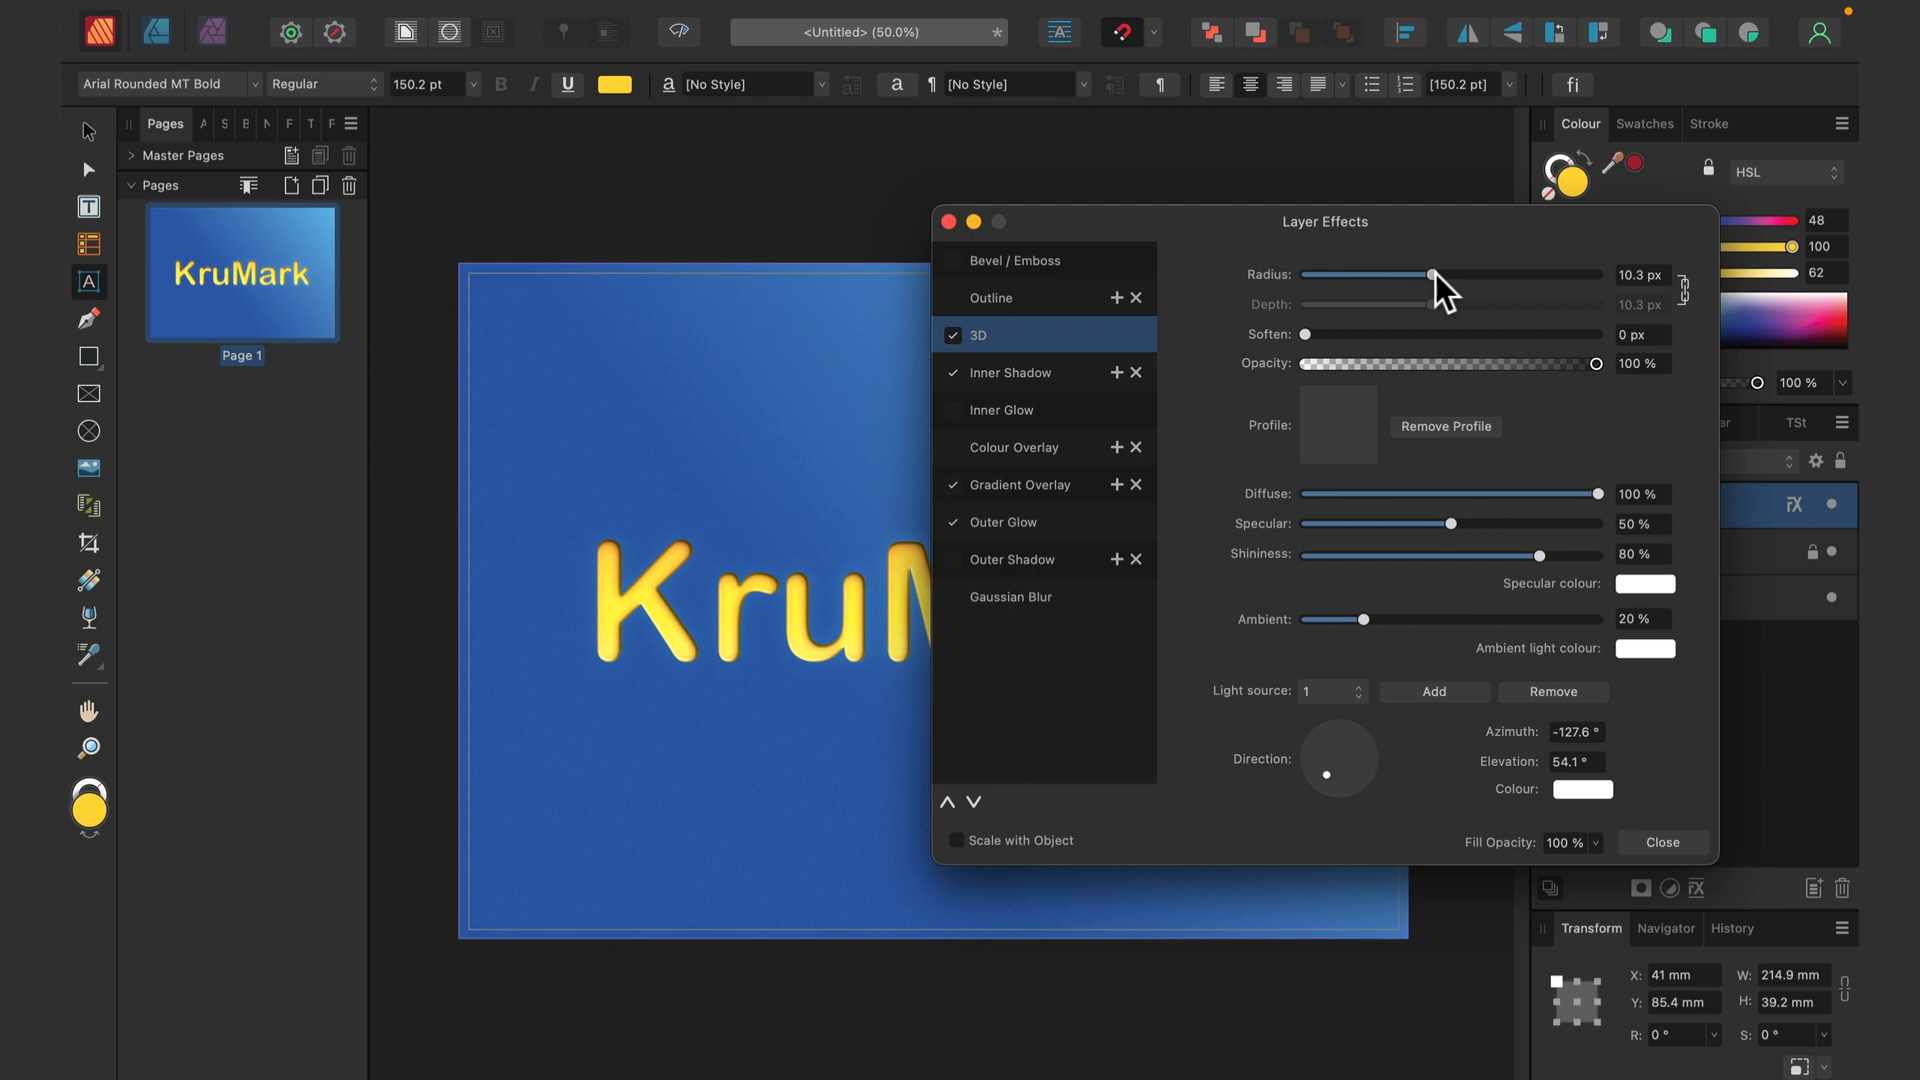 <Untitled> (50.0%)
*
Arial Rounded MT Bold
Regular
150.2 pt
B
I
U
a
[No Style]
a
¶
[No Style]
¶
[150.2 pt]
fi
Pages
A
S
B
N
F
T
F
Master Pages
Pages
KruMark
Page 1
KruM
Layer Effects
Bevel / Emboss
Outline
3D
Inner Shadow
Inner Glow
Colour Overlay
Gradient Overlay
Outer Glow
Outer Shadow
Gaussian Blur
Scale with Object
Radius:
10.3 px
Depth:
10.3 px
Soften:
0 px
Opacity:
100 %
Profile:
Remove Profile
Diffuse:
100 %
Specular:
50 %
Shininess:
80 %
Specular colour:
Ambient:
20 %
Ambient light colour:
Light source:
1
Add
Remove
Direction:
Azimuth:
-127.6 °
Elevation:
54.1 °
Colour:
Fill Opacity:
100 %
Close
Colour
Swatches
Stroke
HSL
48
100
62
100 %
ar
TSt
Transform
Navigator
History
X:
41 mm
W:
214.9 mm
Y:
85.4 mm
H:
39.2 mm
R:
0 °
S:
0 °